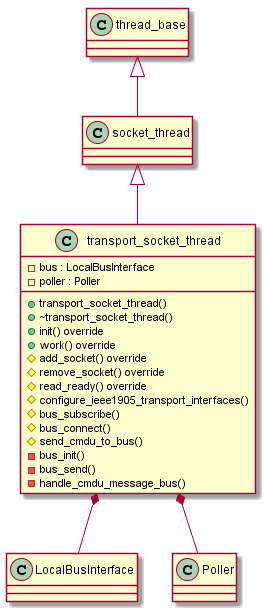 C thread_base
C socket_thread
C transport_socket_thread
bus : LocalBusInterface
poller : Poller
transport_socket_thread()
~transport_socket_thread()
init() override
work() override
add_socket() override
remove_socket() override
read_ready() override
configure_ieee1905_transport_interfaces()
bus_subscribe()
bus_connect()
send_cmdu_to_bus()
bus_init()
bus_send()
handle_cmdu_message_bus()
C LocalBusInterface
C Poller